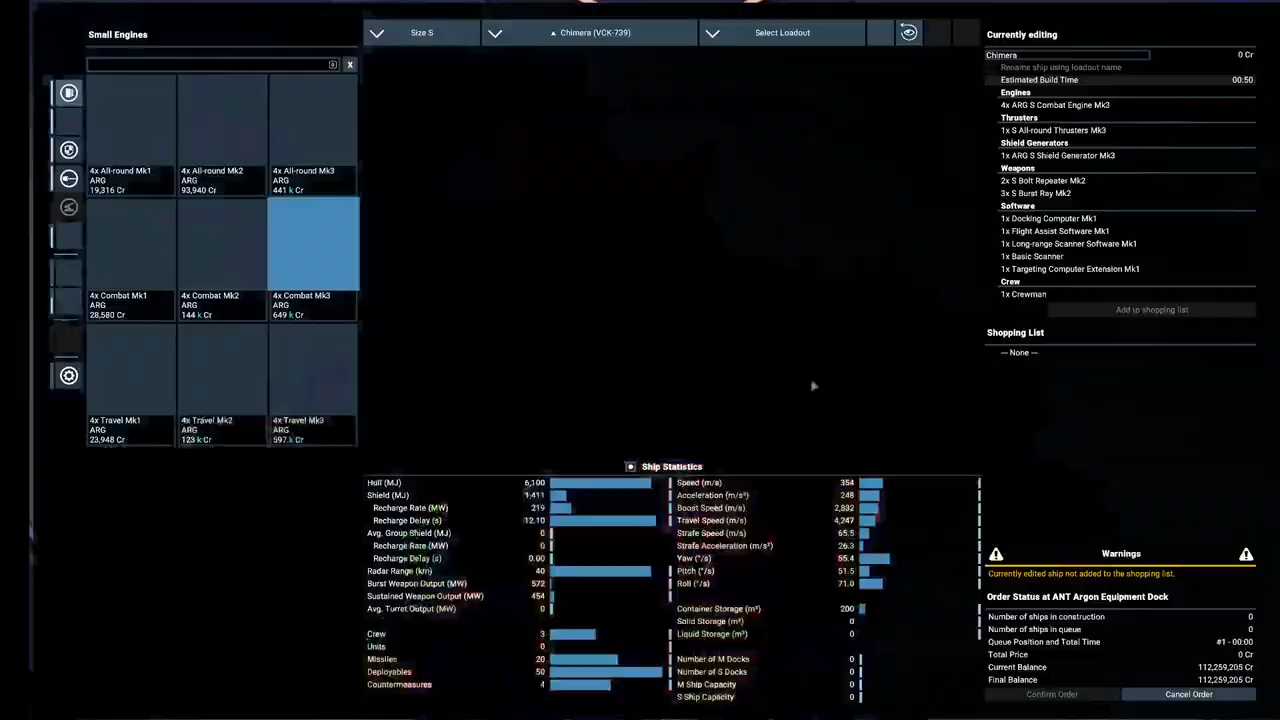 Small Engines
x
4x All-round Mk1
ARG
19,316 Cr
4x All-round Mk2
ARG
93,940 Cr
4x All-round Mk3
ARG
441 k Cr
4x Combat Mk1
ARG
28,580 Cr
4x Combat Mk2
ARG
144 k Cr
4x Combat Mk3
ARG
649 k Cr
4x Travel Mk1
ARG
23,948 Cr
4x Travel Mk2
ARG
123 k Cr
4x Travel Mk3
ARG
597 k Cr
Size S
Chimera (VCK-739)
Select Loadout
Ship Statistics
Hull (MJ) 6,100
Shield (MJ) 1,411
Recharge Rate (MW) 219
Recharge Delay (s) 12.10
Avg. Group Shield (MJ) 0
Recharge Rate (MW) 0
Recharge Delay (s) 0.00
Radar Range (km) 40
Burst Weapon Output (MW) 572
Sustained Weapon Output (MW) 454
Avg. Turret Output (MW) 0
Crew 3
Units 0
Missiles 20
Deployables 50
Countermeasures 4
Speed (m/s) 354
Acceleration (m/s²) 248
Boost Speed (m/s) 2,832
Travel Speed (m/s) 4,247
Strafe Speed (m/s) 65.5
Strafe Acceleration (m/s²) 26.3
Yaw (°/s) 55.4
Pitch (°/s) 51.5
Roll (°/s) 71.0
Container Storage (m³) 200
Solid Storage (m³) 0
Liquid Storage (m³) 0
Number of M Docks 0
Number of S Docks 0
M Ship Capacity 0
S Ship Capacity 0
Currently editing
Chimera 0 Cr
Rename ship using loadout name
Estimated Build Time 00:50
Engines
4x ARG S Combat Engine Mk3
Thrusters
1x S All-round Thrusters Mk3
Shield Generators
1x ARG S Shield Generator Mk3
Weapons
2x S Bolt Repeater Mk2
3x S Burst Ray Mk2
Software
1x Docking Computer Mk1
1x Flight Assist Software Mk1
1x Long-range Scanner Software Mk1
1x Basic Scanner
1x Targeting Computer Extension Mk1
Crew
1x Crewman
Add to shopping list
Shopping List
— None —
Warnings
Currently edited ship not added to the shopping list.
Order Status at ANT Argon Equipment Dock
Number of ships in construction 0
Number of ships in queue 0
Queue Position and Total Time #1 - 00:00
Total Price 0 Cr
Current Balance 112,259,205 Cr
Final Balance 112,259,205 Cr
Confirm Order
Cancel Order